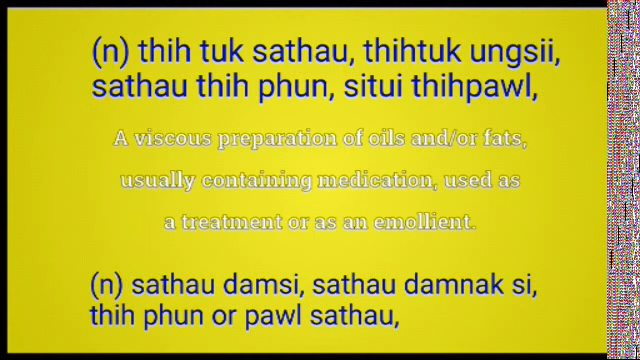 (n) thih tuk sathau, thihtuk ungsii,
sathau thih phun, situi thihpawl,
A viscous preparation of oils and/or fats,
usually containing medication, used as
a treatment or as an emollient.
(n) sathau damsi, sathau damnak si,
thih phun or pawl sathau,